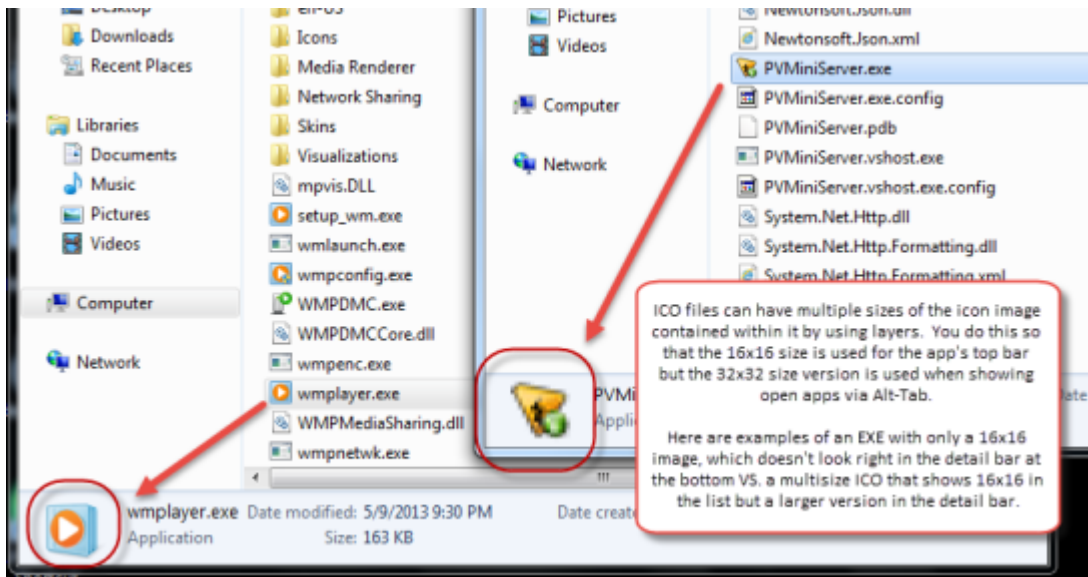 Desktop
Downloads
Recent Places
Libraries
Documents
Music
Pictures
Videos
Computer
Network
en-US
Icons
Media Renderer
Network Sharing
Skins
Visualizations
mpvis.DLL
setup_wm.exe
wmlaunch.exe
wmpconfig.exe
WMPDMC.exe
WMPDMCCore.dll
wmpenc.exe
wmplayer.exe
WMPMediaSharing.dll
wmpnetwk.exe
wmplayer.exe Date modified: 5/9/2013 9:30 PM Date create
Application Size: 163 KB
Pictures
Videos
Computer
Network
Newtonsoft.Json.dll
Newtonsoft.Json.xml
PVMiniServer.exe
PVMiniServer.exe.config
PVMiniServer.pdb
PVMiniServer.vshost.exe
PVMiniServer.vshost.exe.config
System.Net.Http.dll
System.Net.Http.Formatting.dll
System.Net.Http.Formatting.xml
PVMi
Appli
ICO files can have multiple sizes of the icon image
contained within it by using layers. You do this so
that the 16x16 size is used for the app's top bar
but the 32x32 size version is used when showing
open apps via Alt-Tab.
Here are examples of an EXE with only a 16x16
image, which doesn't look right in the detail bar at
the bottom VS. a multisize ICO that shows 16x16 in
the list but a larger version in the detail bar.